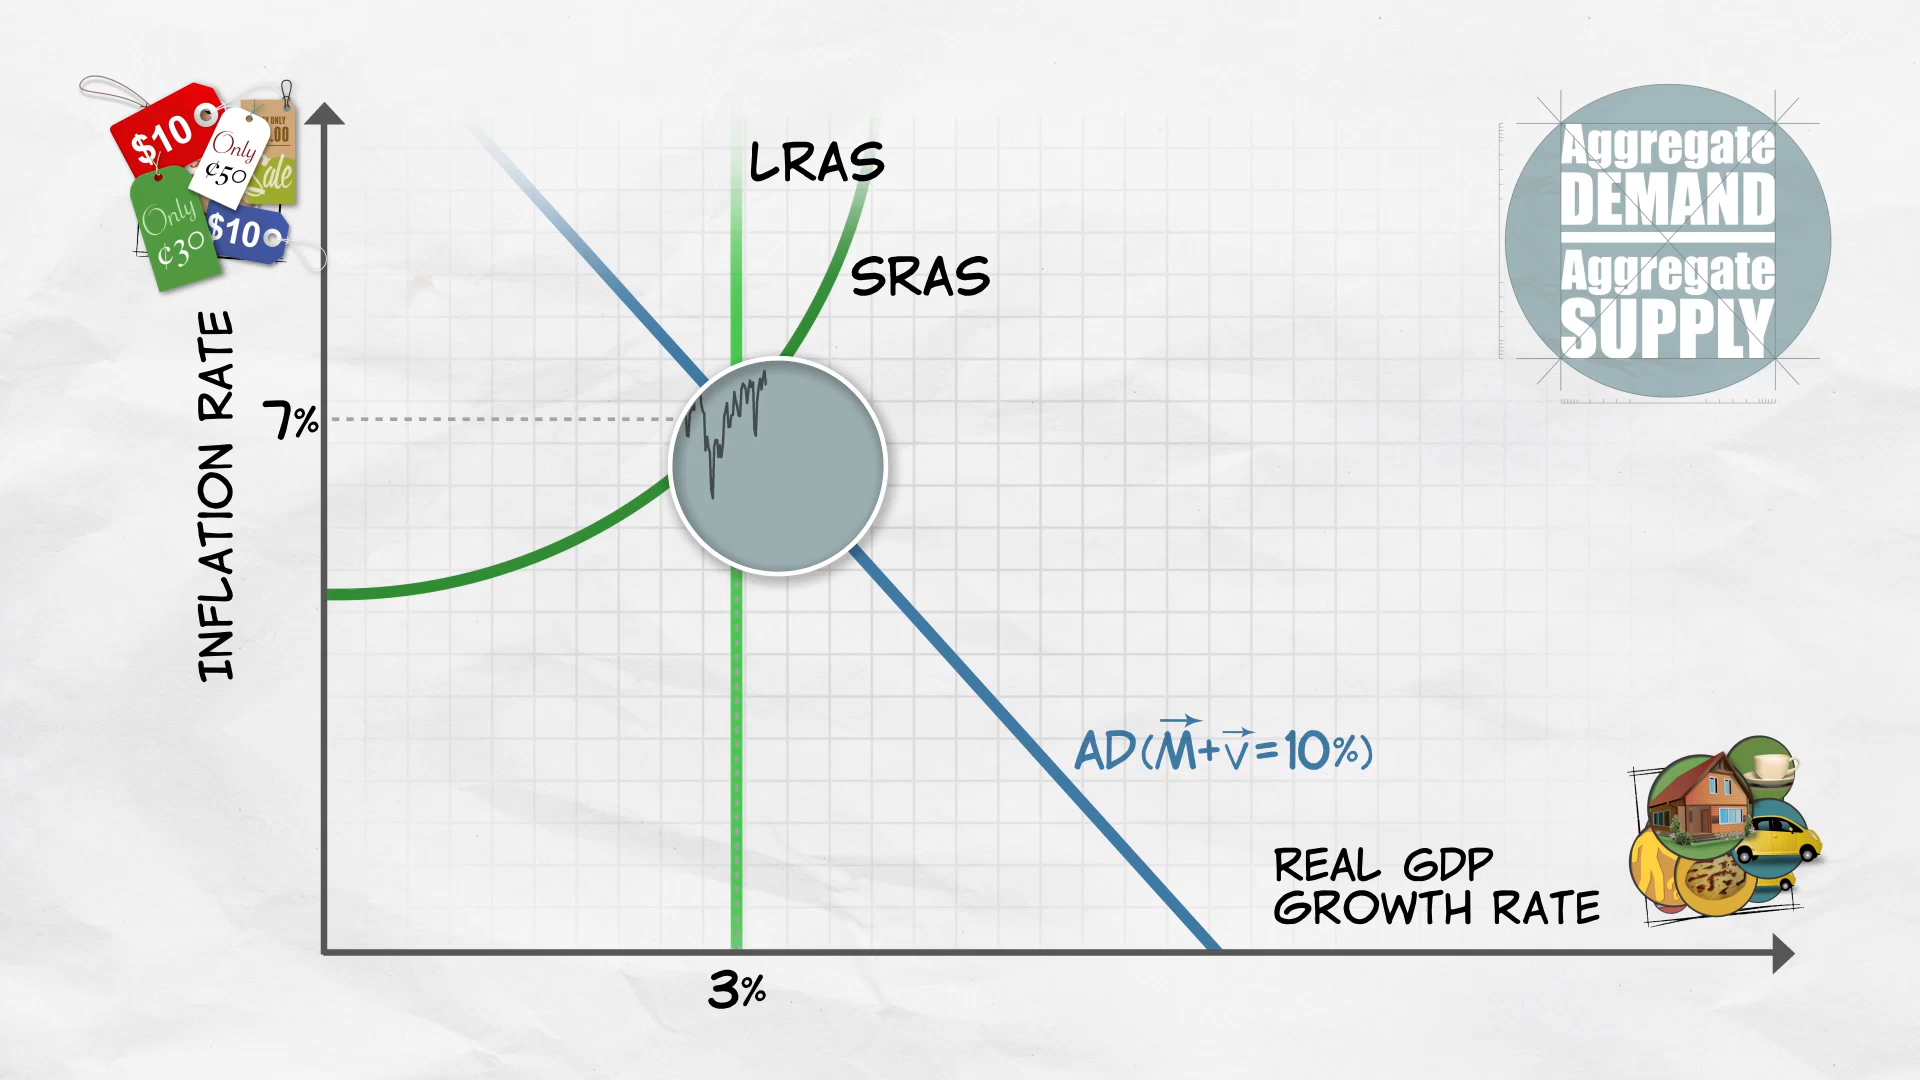 $10
Only
¢50
Y ONLY
.00
Sale
Only
¢30
$10
LRAS
SRAS
Aggregate
DEMAND
Aggregate
SUPPLY
INFLATION RATE
7%
AD(M+v=10%)
REAL GDP
GROWTH RATE
3%